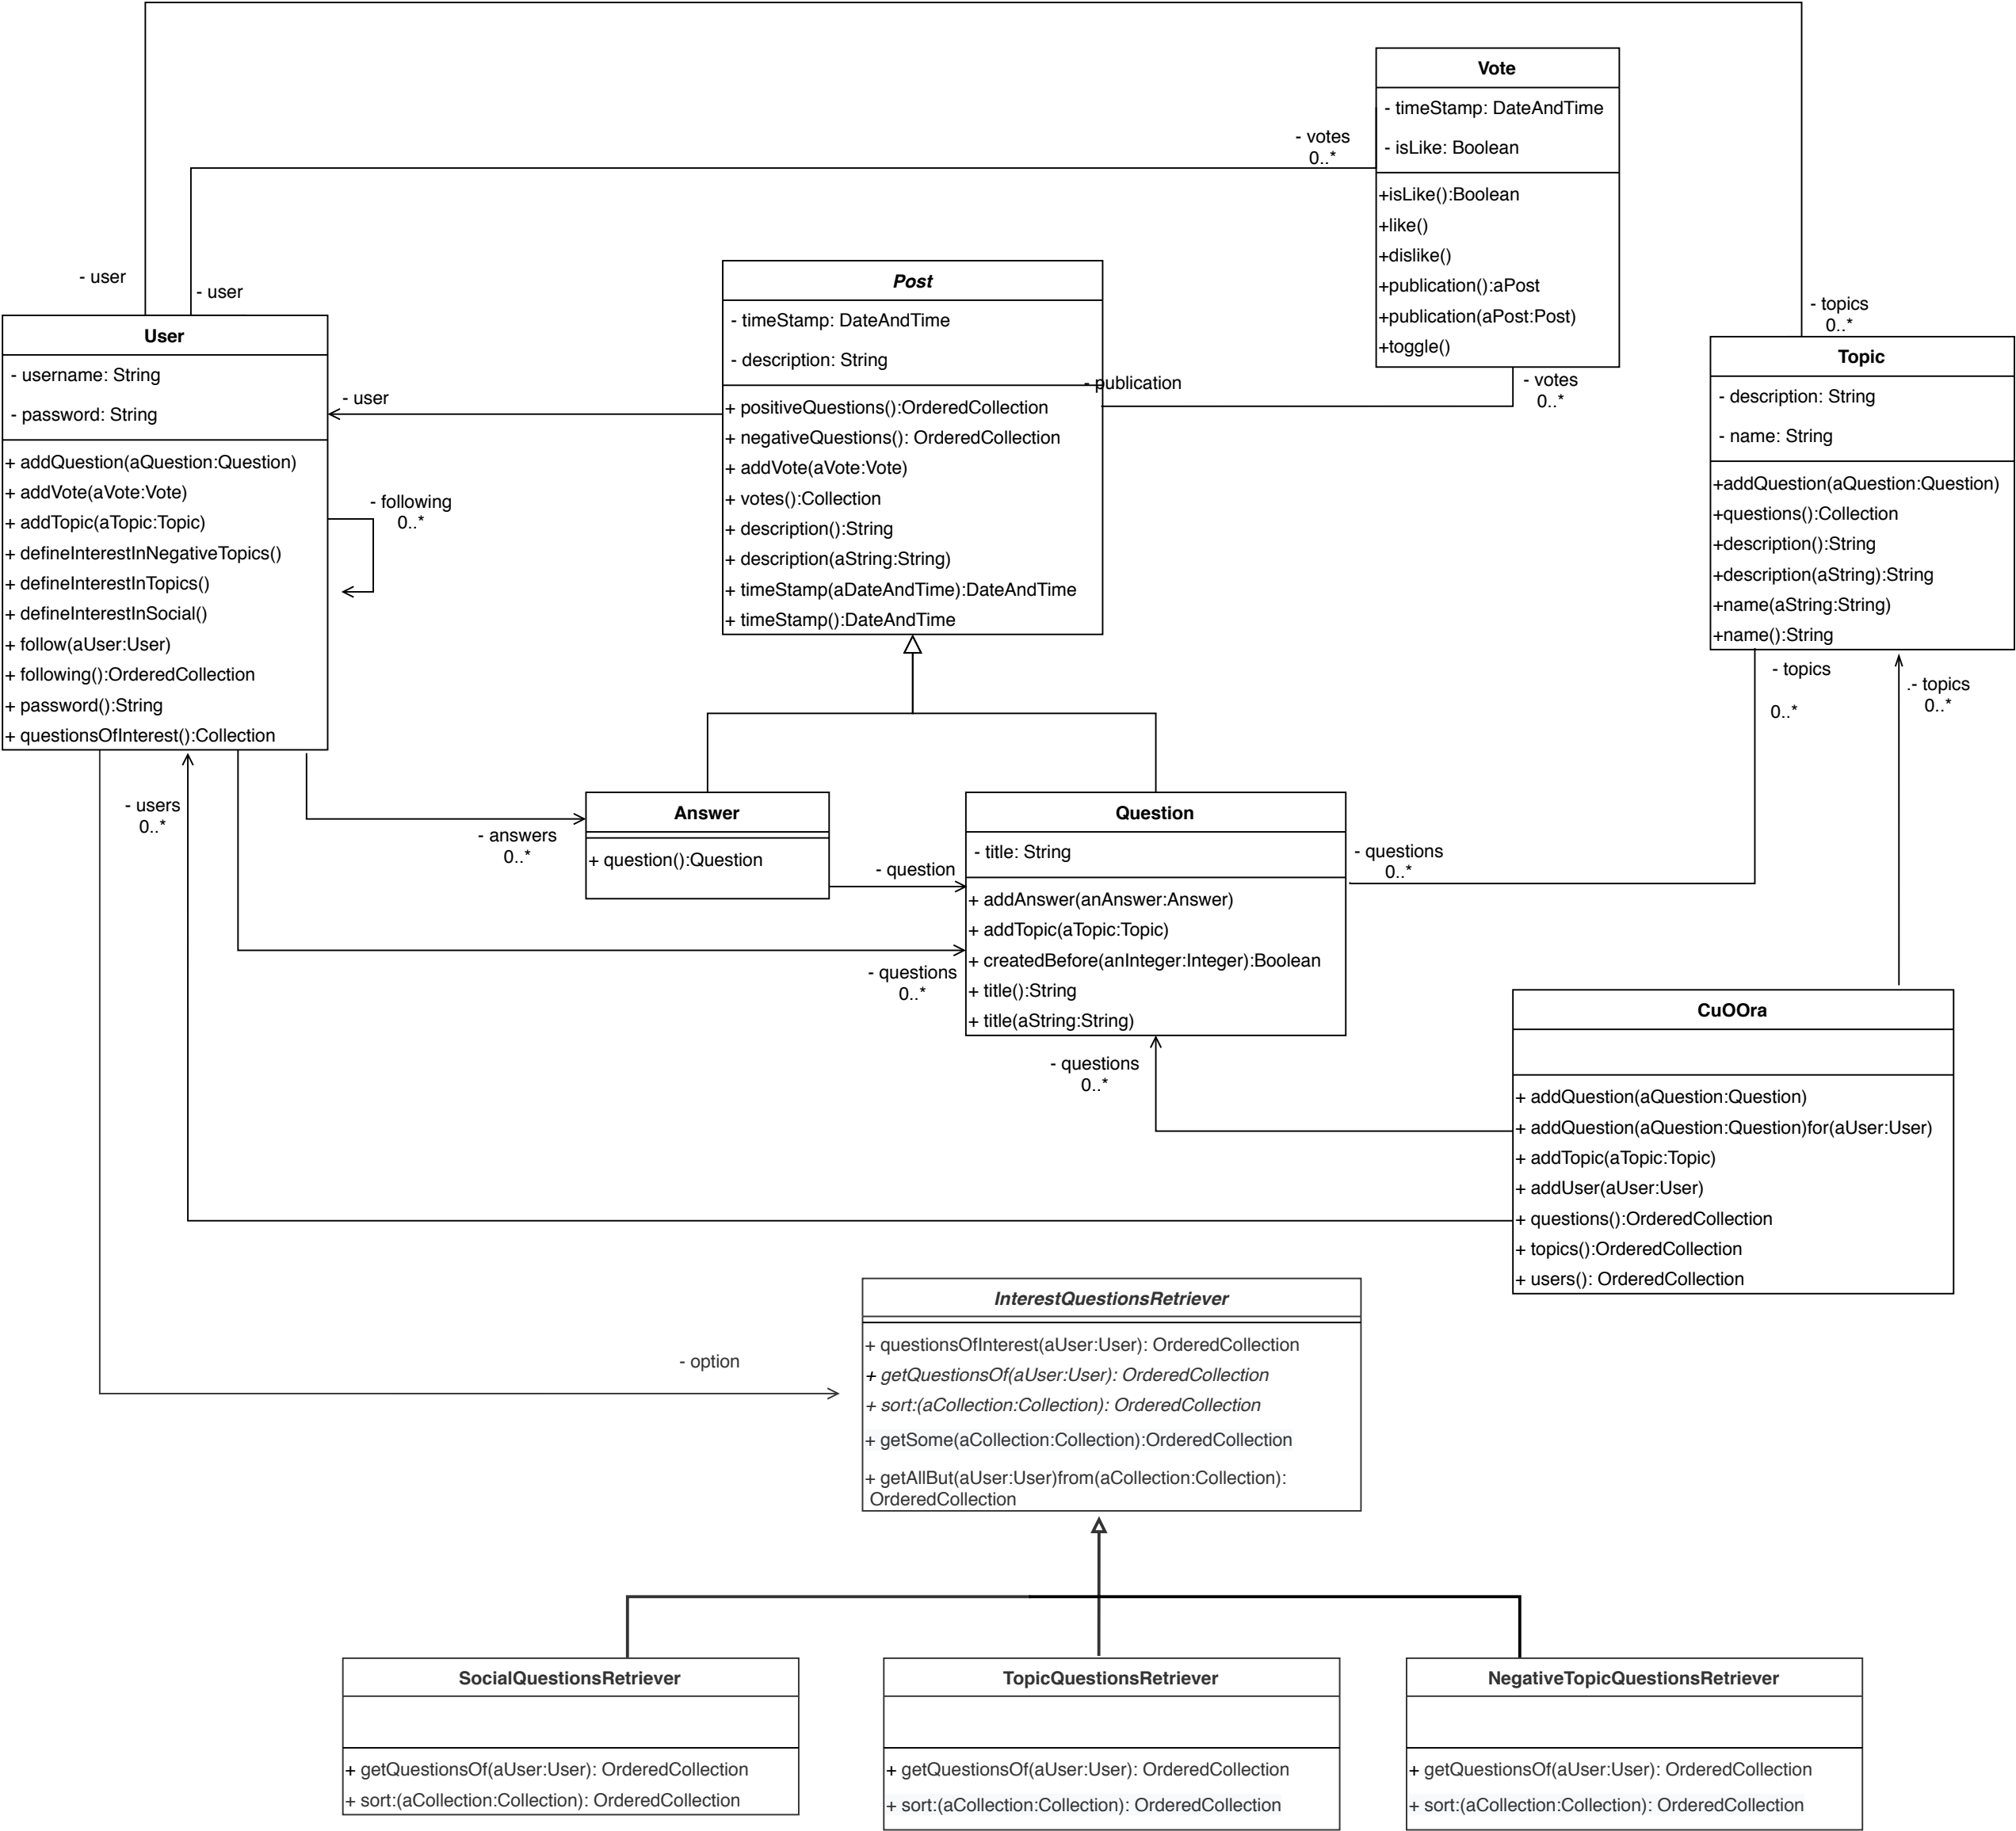 Vote
- timeStamp: DateAndTime
- isLike: Boolean
+isLike():Boolean
+like()
+dislike()
+publication():aPost
+publication(aPost:Post)
+toggle()
- votes
0..*
- user
- user
User
- username: String
- password: String
+ addQuestion(aQuestion:Question)
+ addVote(aVote:Vote)
+ addTopic(aTopic:Topic)
+ defineInterestInNegativeTopics()
+ defineInterestInTopics()
+ defineInterestInSocial()
+ follow(aUser:User)
+ following():OrderedCollection
+ password():String
+ questionsOfInterest():Collection
- user
- following
0..*
Post
- timeStamp: DateAndTime
- description: String
+ positiveQuestions():OrderedCollection
+ negativeQuestions(): OrderedCollection
+ addVote(aVote:Vote)
+ votes():Collection
+ description():String
+ description(aString:String)
+ timeStamp(aDateAndTime):DateAndTime
+ timeStamp():DateAndTime
- publication
- votes
0..*
- topics
0..*
Topic
- description: String
- name: String
+addQuestion(aQuestion:Question)
+questions():Collection
+description():String
+description(aString):String
+name(aString:String)
+name():String
- topics
0..*
.- topics
0..*
- users
0..*
- answers
0..*
Answer
+ question():Question
- question
Question
- title: String
+ addAnswer(anAnswer:Answer)
+ addTopic(aTopic:Topic)
+ createdBefore(anInteger:Integer):Boolean
+ title():String
+ title(aString:String)
- questions
0..*
- questions
0..*
- questions
0..*
CuOOra
+ addQuestion(aQuestion:Question)
+ addQuestion(aQuestion:Question)for(aUser:User)
+ addTopic(aTopic:Topic)
+ addUser(aUser:User)
+ questions():OrderedCollection
+ topics():OrderedCollection
+ users(): OrderedCollection
- option
InterestQuestionsRetriever
+ questionsOfInterest(aUser:User): OrderedCollection
+ getQuestionsOf(aUser:User): OrderedCollection
+ sort:(aCollection:Collection): OrderedCollection
+ getSome(aCollection:Collection):OrderedCollection
+ getAllBut(aUser:User)from(aCollection:Collection):
OrderedCollection
SocialQuestionsRetriever
+ getQuestionsOf(aUser:User): OrderedCollection
+ sort:(aCollection:Collection): OrderedCollection
TopicQuestionsRetriever
+ getQuestionsOf(aUser:User): OrderedCollection
+ sort:(aCollection:Collection): OrderedCollection
NegativeTopicQuestionsRetriever
+ getQuestionsOf(aUser:User): OrderedCollection
+ sort:(aCollection:Collection): OrderedCollection